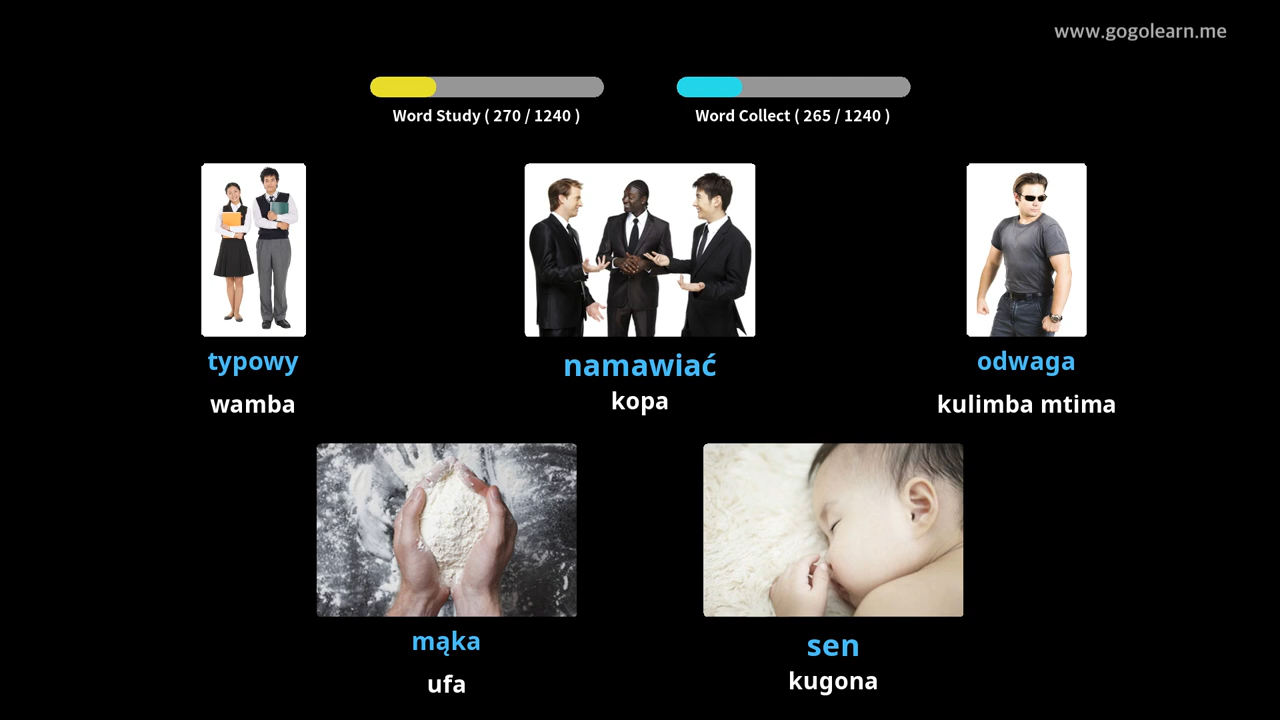 www.gogolearn.me
Word Study ( 270 / 1240 )
Word Collect ( 265 / 1240 )
typowy
wamba
namawiać
kopa
odwaga
kulimba mtima
mąka
ufa
sen
kugona